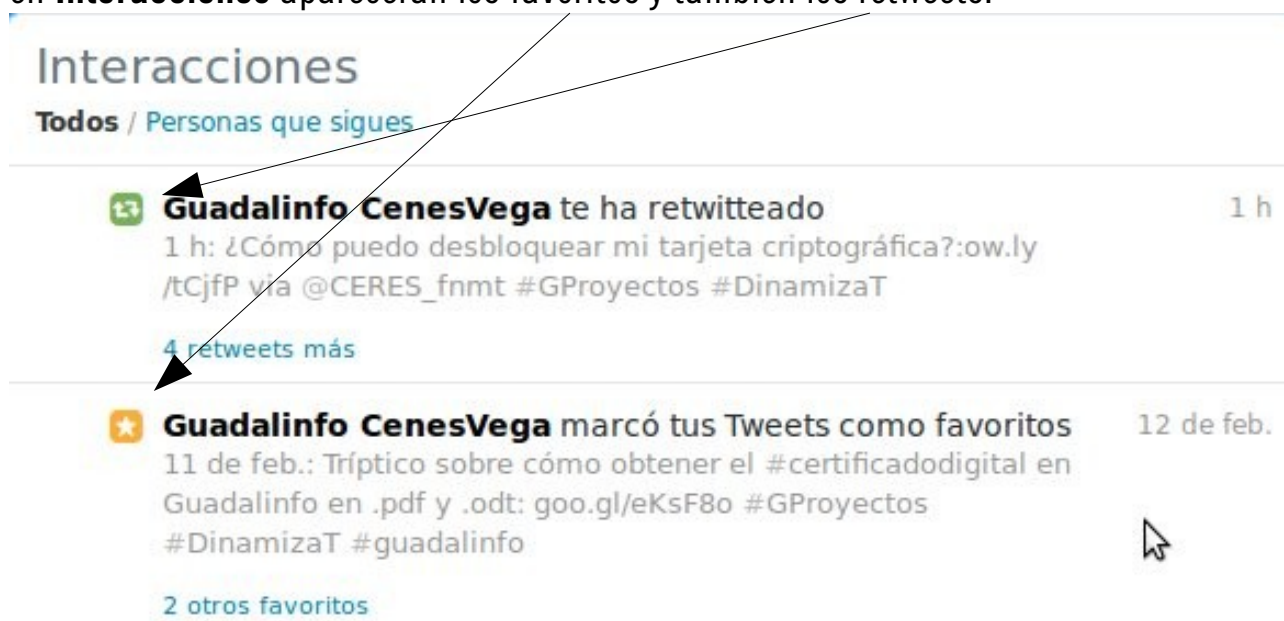 en Interacciones aparecerán los favoritos y también los retweets.
Interacciones
Todos / Personas que sigues
Guadalinfo CenesVega te ha retwitteado 1 h
1 h: ¿Cómo puedo desbloquear mi tarjeta criptográfica?:ow.ly
/tCjfP via @CERES_fnmt #GProyectos #DinamizaT
4 retweets más
Guadalinfo CenesVega marcó tus Tweets como favoritos 12 de feb.
11 de feb.: Tríptico sobre cómo obtener el #certificadodigital en
Guadalinfo en .pdf y .odt: goo.gl/eKsF8o #GProyectos
#DinamizaT #guadalinfo
2 otros favoritos